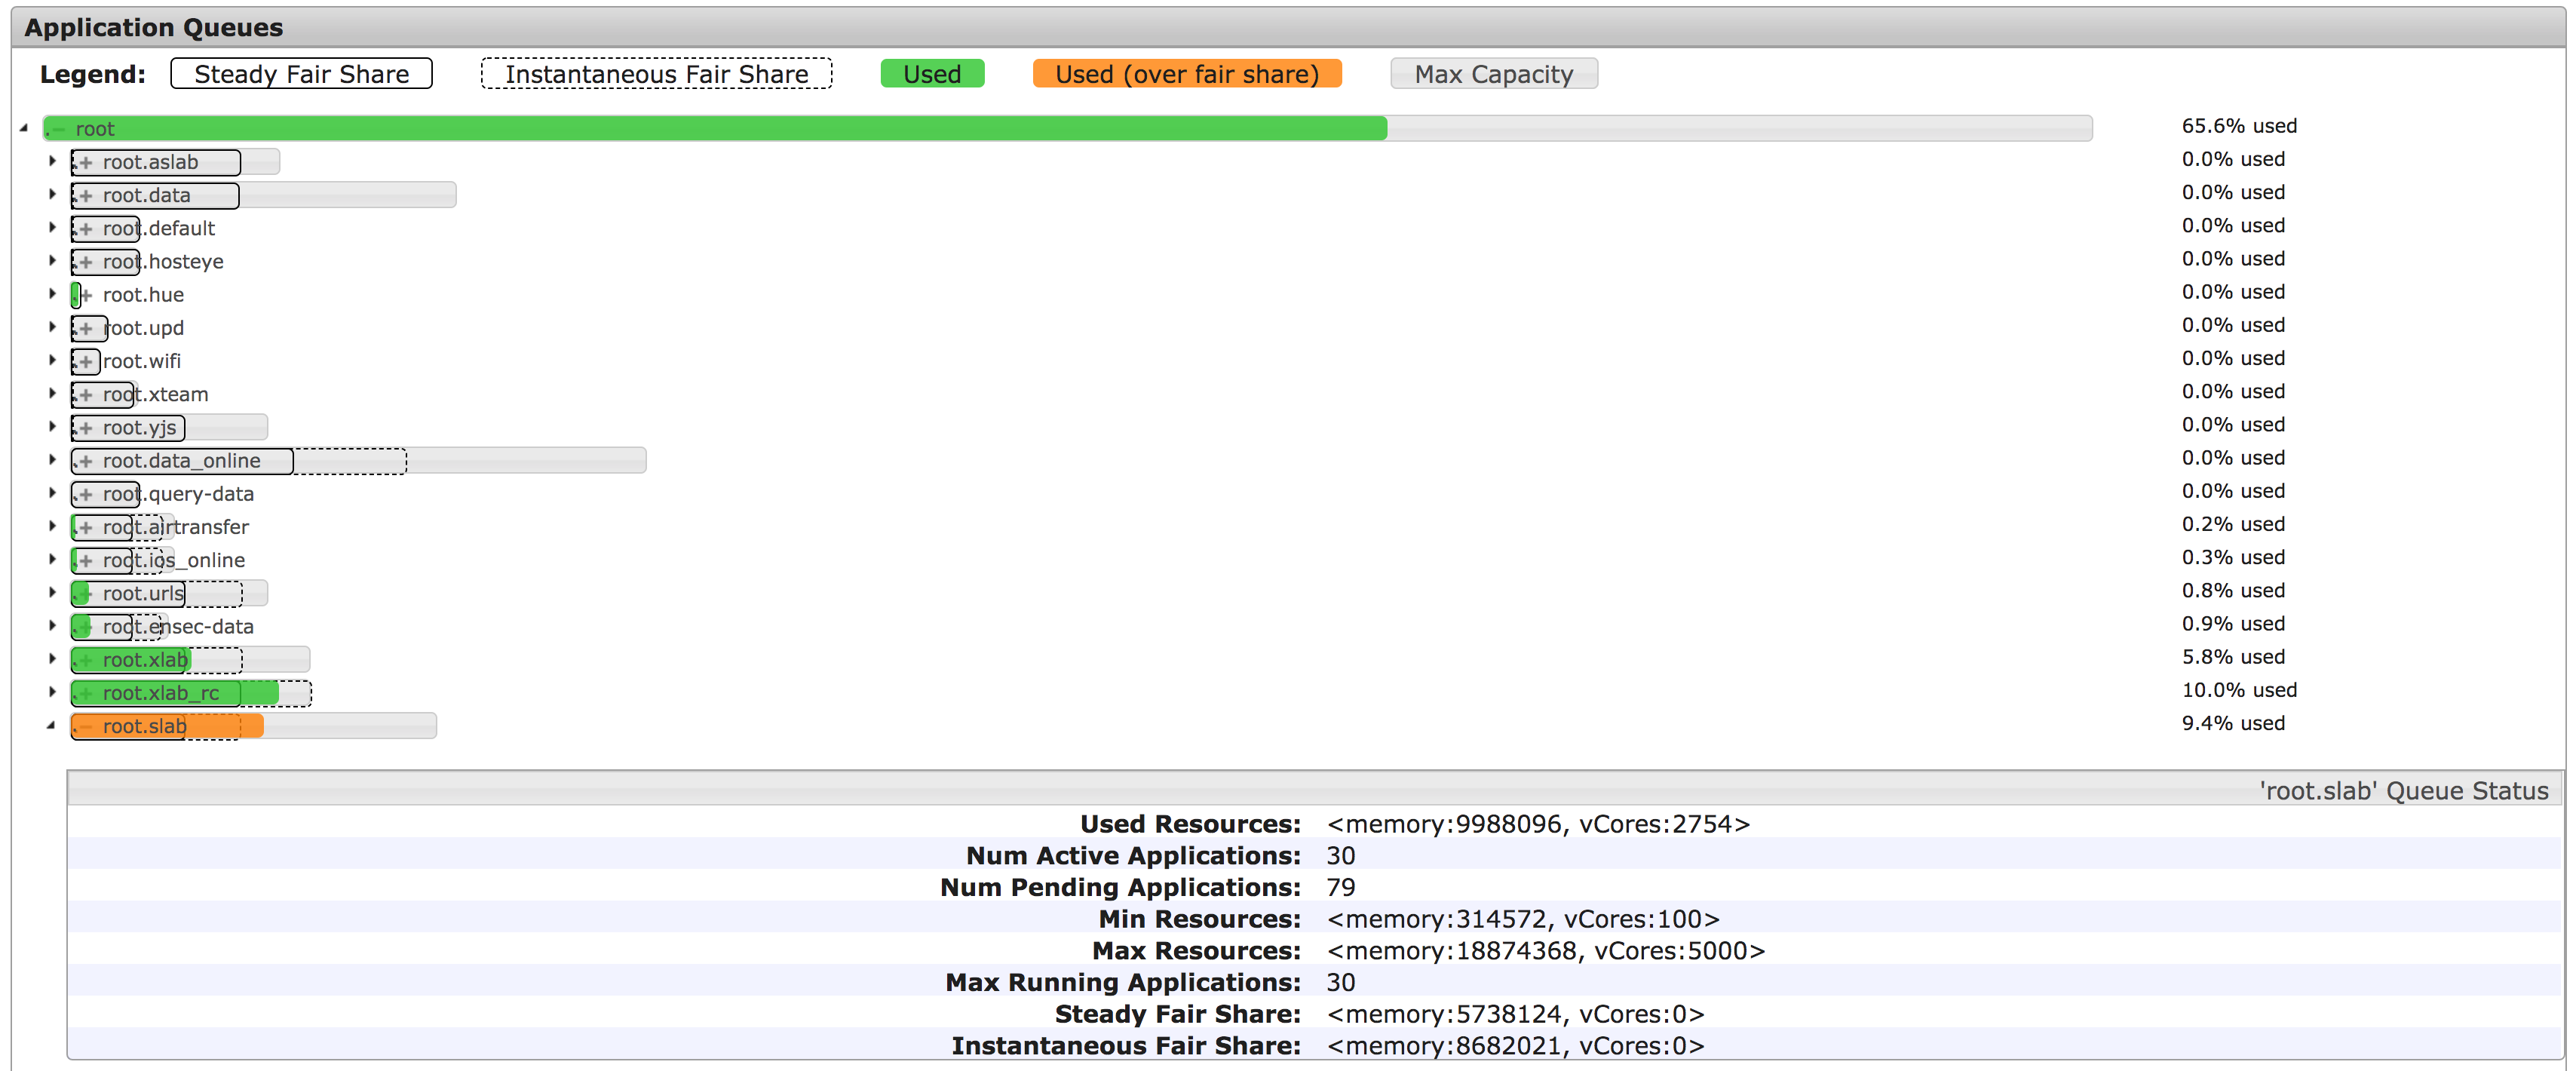 Application Queues
Legend: Steady Fair Share Instantaneous Fair Share Used Used (over fair share) Max Capacity
root 65.6% used
root.aslab 0.0% used
root.data 0.0% used
root.default 0.0% used
root.hosteye 0.0% used
root.hue 0.0% used
root.upd 0.0% used
root.wifi 0.0% used
root.xteam 0.0% used
root.yjs 0.0% used
root.data_online 0.0% used
root.query-data 0.0% used
root.airtransfer 0.2% used
root.ios_online 0.3% used
root.urls 0.8% used
root.ensec-data 0.9% used
root.xlab 5.8% used
root.xlab_rc 10.0% used
root.slab 9.4% used
'root.slab' Queue Status
Used Resources: <memory:9988096, vCores:2754>
Num Active Applications: 30
Num Pending Applications: 79
Min Resources: <memory:314572, vCores:100>
Max Resources: <memory:18874368, vCores:5000>
Max Running Applications: 30
Steady Fair Share: <memory:5738124, vCores:0>
Instantaneous Fair Share: <memory:8682021, vCores:0>